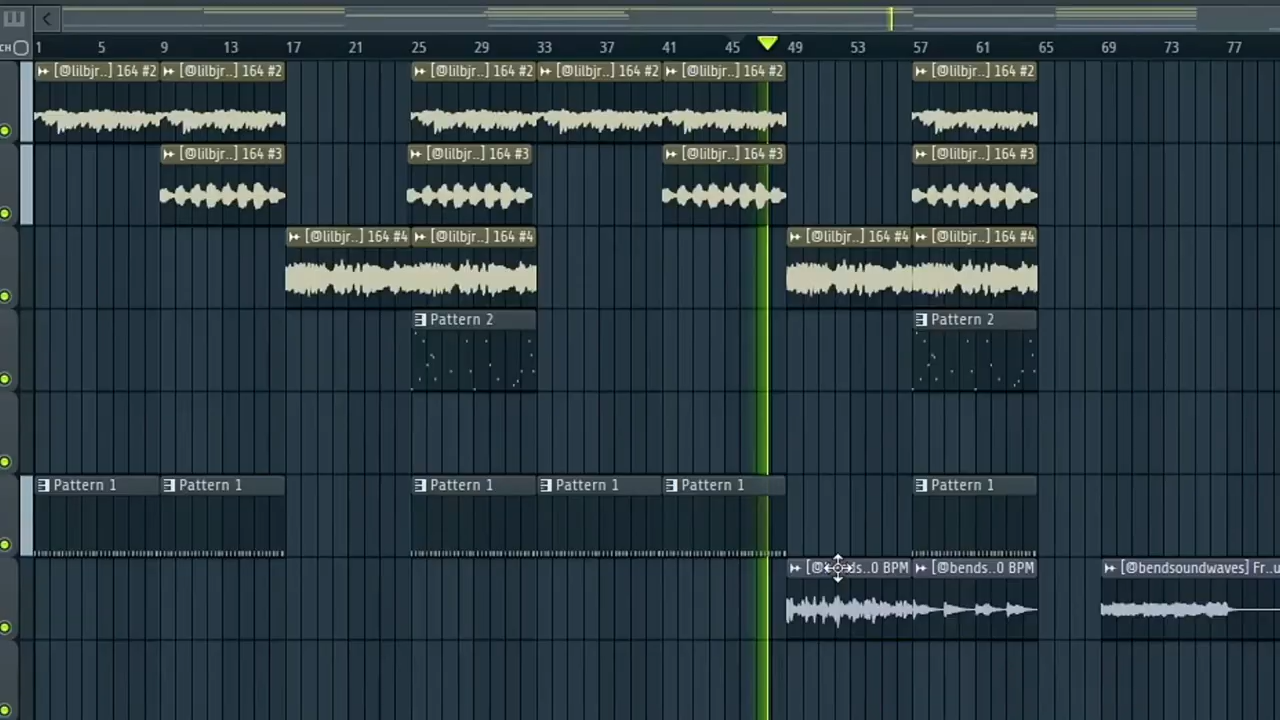 1 5 9 13 17 21 25 29 33 37 41 45 49 53 57 61 65 69 73 77
CH
[@lilbjr..] 164 #2 [@lilbjr..] 164 #2 [@lilbjr..] 164 #2 [@lilbjr..] 164 #2 [@lilbjr..] 164 #2 [@lilbjr..] 164 #2
[@lilbjr..] 164 #3 [@lilbjr..] 164 #3 [@lilbjr..] 164 #3 [@lilbjr..] 164 #3
[@lilbjr..] 164 #4 [@lilbjr..] 164 #4 [@lilbjr..] 164 #4 [@lilbjr..] 164 #4
Pattern 2 Pattern 2
Pattern 1 Pattern 1 Pattern 1 Pattern 1 Pattern 1 Pattern 1
0 BPM [@bends..0 BPM [@bendsoundwaves] Fr..u